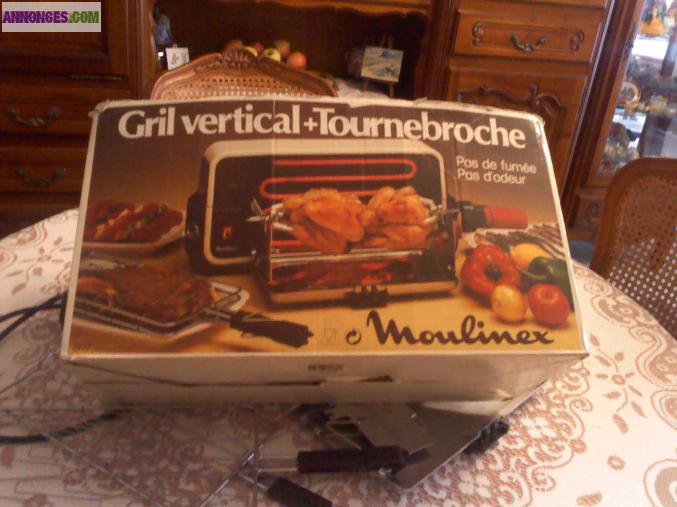 ANNONCES.COM
Gril vertical+Tournebroche
Pas de fumée
Pas d'odeur
Moulinex